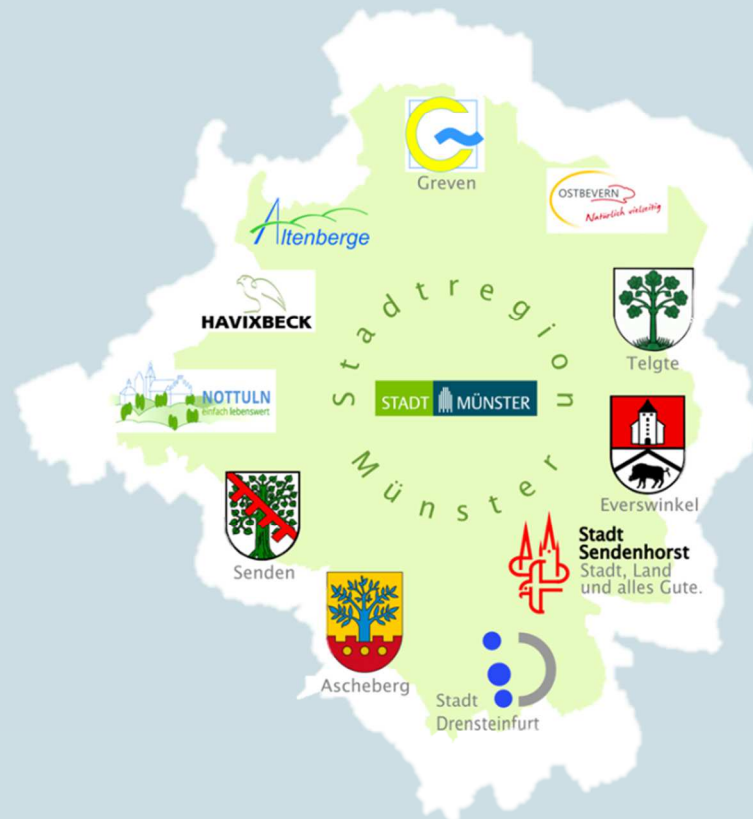 Greven
OSTBEVERN
Natürlich vielseitig
Altenberge
HAVIXBECK
Telgte
Stadtregion
STADT MÜNSTER
Münster
NOTTULN
einfach lebenswert
Everswinkel
Senden
Stadt
Sendenhorst
Stadt, Land
und alles Gute.
Ascheberg
Stadt
Drensteinfurt